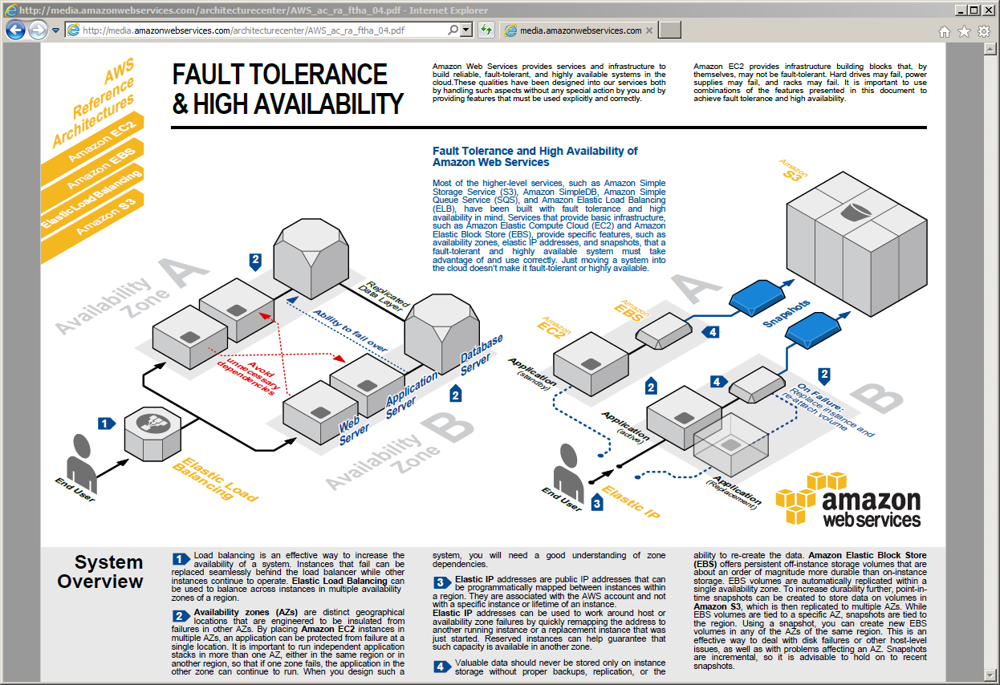 http://media.amazonwebservices.com/architecturecenter/AWS_ac_ra_ftha_04.pdf - Internet Explorer
http://media.amazonwebservices.com/architecturecenter/AWS_ac_ra_ftha_04.pdf
media.amazonwebservices.com
AWS
Reference
Architectures
Amazon EC2
Amazon EBS
Elastic Load Balancing
Amazon S3
FAULT TOLERANCE
& HIGH AVAILABILITY
Amazon Web Services provides services and infrastructure to
build reliable, fault-tolerant, and highly available systems in the
cloud.These qualities have been designed into our services both
by handling such aspects without any special action by you and by
providing features that must be used explicitly and correctly.
Amazon EC2 provides infrastructure building blocks that, by
themselves, may not be fault-tolerant. Hard drives may fail, power
supplies may fail, and racks may fail. It is important to use
combinations of the features presented in this document to
achieve fault tolerance and high availability.
Fault Tolerance and High Availability of
Amazon Web Services
Most of the higher-level services, such as Amazon Simple
Storage Service (S3), Amazon SimpleDB, Amazon Simple
Queue Service (SQS), and Amazon Elastic Load Balancing
(ELB), have been built with fault tolerance and high
availability in mind. Services that provide basic infrastructure,
such as Amazon Elastic Compute Cloud (EC2) and Amazon
Elastic Block Store (EBS), provide specific features, such as
availability zones, elastic IP addresses, and snapshots, that a
fault-tolerant and highly available system must take
advantage of and use correctly. Just moving a system into
the cloud doesn't make it fault-tolerant or highly available.
Availability
Zone
A
2
Replicated
Data Layer
Ability to fail over
Avoid
unnecessary
dependencies
Database
Server
Application
Server
Web
Server
2
Availability
Zone
B
1
Elastic Load
Balancing
End User
Amazon
S3
A
Amazon
EBS
Amazon
EC2
4
Snapshots
Application
(standby)
2
4
2
On Failure:
Replace instance and
re-attach volume
B
Application
(active)
Application
(Replacement)
End User
3
Elastic IP
amazon
web services
System
Overview
1 Load balancing is an effective way to increase the
availability of a system. Instances that fail can be
replaced seamlessly behind the load balancer while other
instances continue to operate. Elastic Load Balancing can
be used to balance across instances in multiple availability
zones of a region.
2 Availability zones (AZs) are distinct geographical
locations that are engineered to be insulated from
failures in other AZs. By placing Amazon EC2 instances in
multiple AZs, an application can be protected from failure at a
single location. It is important to run independent application
stacks in more than one AZ, either in the same region or in
another region, so that if one zone fails, the application in the
other zone can continue to run. When you design such a
system, you will need a good understanding of zone
dependencies.
3 Elastic IP addresses are public IP addresses that can
be programmatically mapped between instances within
a region. They are associated with the AWS account and not
with a specific instance or lifetime of an instance.
Elastic IP addresses can be used to work around host or
availability zone failures by quickly remapping the address to
another running instance or a replacement instance that was
just started. Reserved instances can help guarantee that
such capacity is available in another zone.
4 Valuable data should never be stored only on instance
storage without proper backups, replication, or the
ability to re-create the data. Amazon Elastic Block Store
(EBS) offers persistent off-instance storage volumes that are
about an order of magnitude more durable than on-instance
storage. EBS volumes are automatically replicated within a
single availability zone. To increase durability further, point-in-
time snapshots can be created to store data on volumes in
Amazon S3, which is then replicated to multiple AZs. While
EBS volumes are tied to a specific AZ, snapshots are tied to
the region. Using a snapshot, you can create new EBS
volumes in any of the AZs of the same region. This is an
effective way to deal with disk failures or other host-level
issues, as well as with problems affecting an AZ. Snapshots
are incremental, so it is advisable to hold on to recent
snapshots.